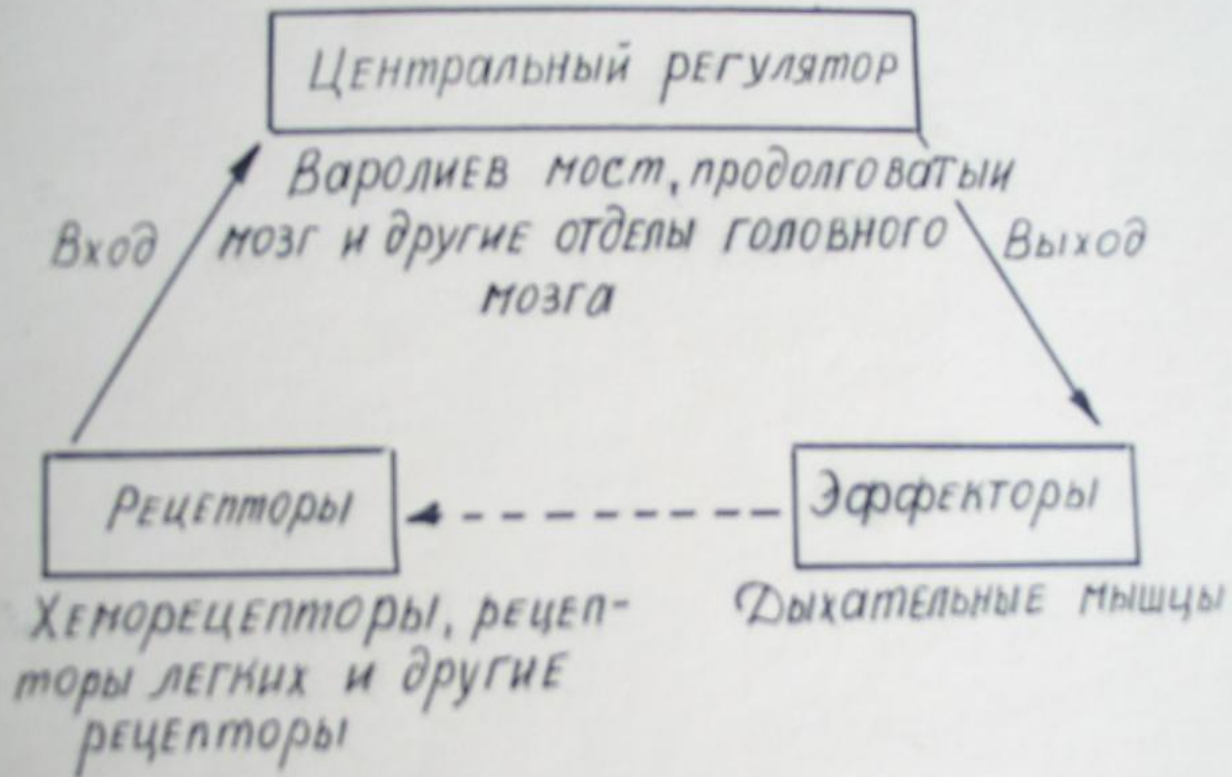 Центральный регулятор
Варолиев мост, продолговатый
Вход
мозг и другие отделы головного
Выход
мозга
Рецепторы
Эффекторы
Хеморецепторы, рецеп-
торы легких и другие
рецепторы
Дыхательные мышцы